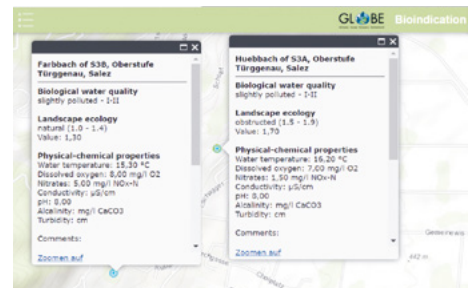 GLOBE Bioindication
Farbbach of S3B, Oberstufe
Türggenau, Salez
Biological water quality
slightly polluted - I-II
Landscape ecology
natural (1.0 - 1.4)
Value: 1,30
Physical-chemical properties
Water temperature: 15,30 °C
Dissolved oxygen: 8,00 mg/l O2
Nitrates: 5,00 mg/l NOx-N
Conductivity: µS/cm
pH: 8,00
Alcalinity: mg/l CaCO3
Turbidity: cm
Comments:
Zoomen auf
Huebbach of S3A, Oberstufe
Türggenau, Salez
Biological water quality
slightly polluted - I-II
Landscape ecology
obstructed (1.5 - 1.9)
Value: 1,70
Physical-chemical properties
Water temperature: 16,20 °C
Dissolved oxygen: 7,00 mg/l O2
Nitrates: 1,50 mg/l NOx-N
Conductivity: µS/cm
pH: 8,00
Alcalinity: mg/l CaCO3
Turbidity: cm
Comments:
Zoomen auf
442 m